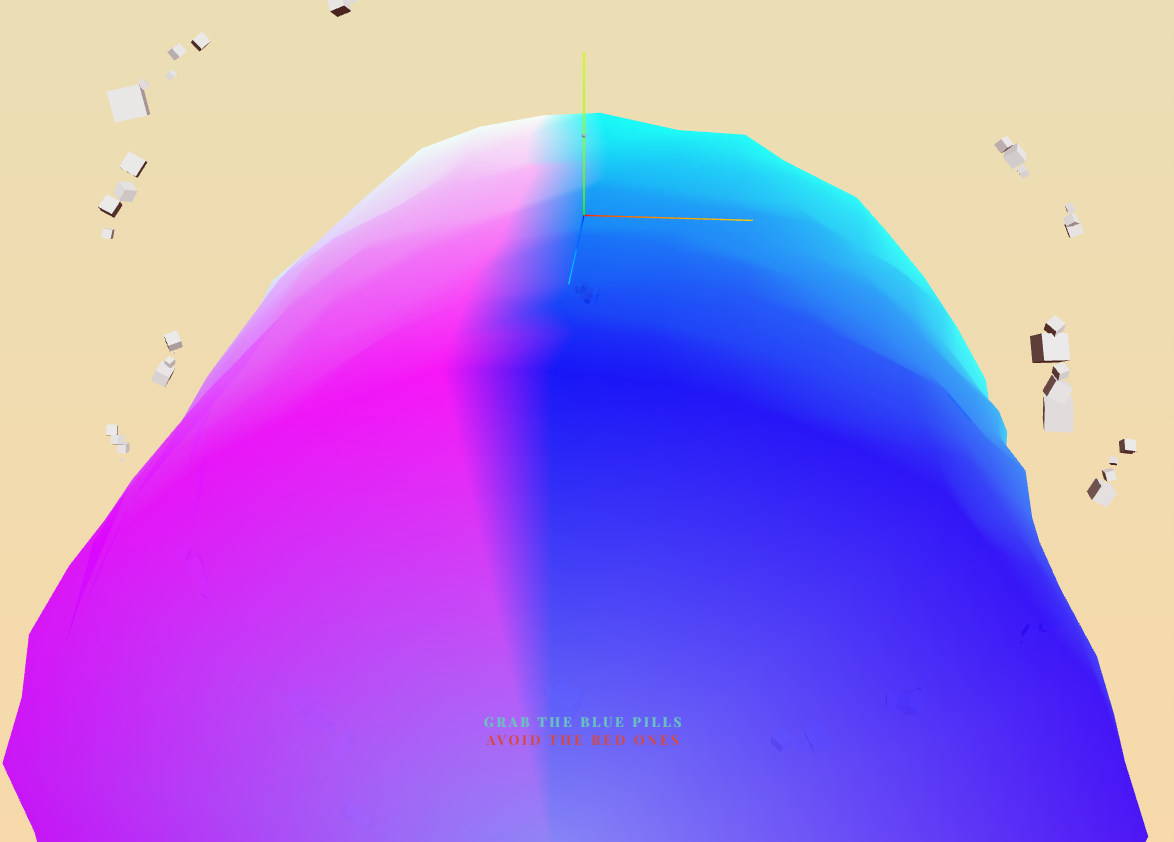 GRAB THE BLUE PILLS
AVOID THE RED ONES